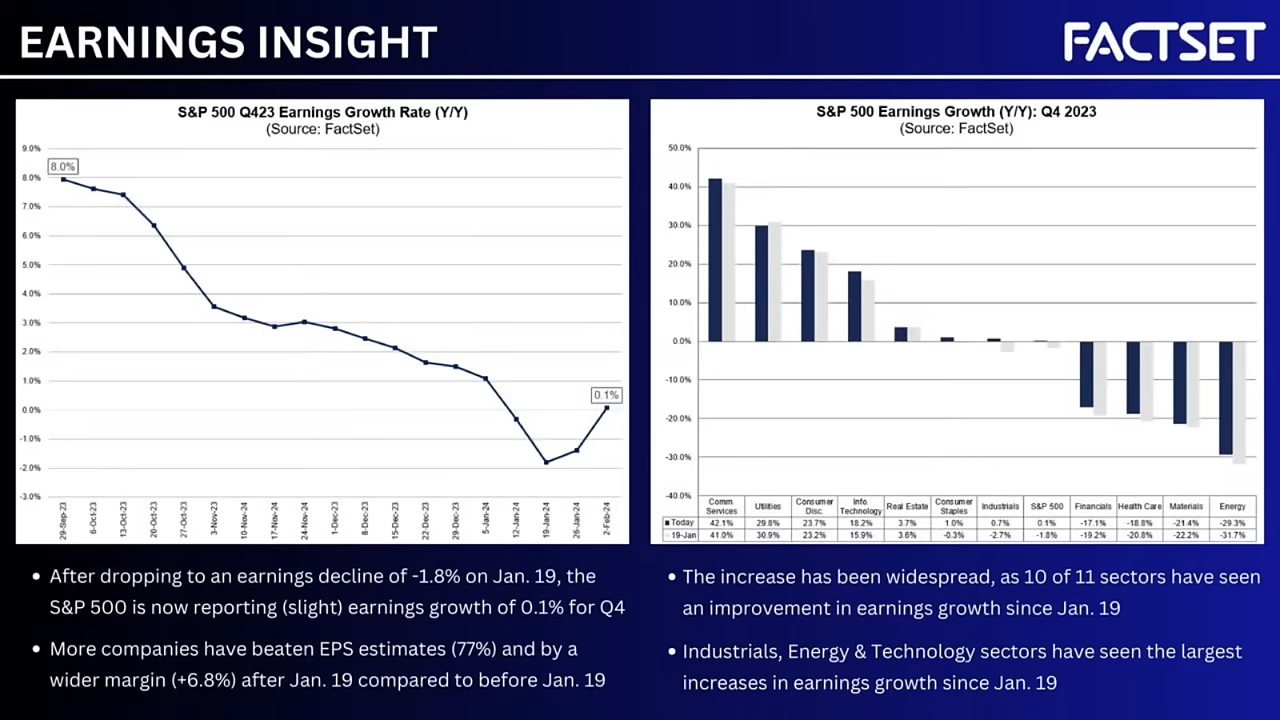 EARNINGS INSIGHT
FACTSET
S&P 500 Q423 Earnings Growth Rate (Y/Y)
(Source: FactSet)
9.0%
8.0%
8.0%
7.0%
6.0%
5.0%
4.0%
3.0%
2.0%
1.0%
0.1%
0.0%
-1.0%
-2.0%
-3.0%
29-Sep-23
6-Oct-23
13-Oct-23
20-Oct-23
27-Oct-23
3-Nov-23
10-Nov-24
17-Nov-24
24-Nov-24
1-Dec-23
8-Dec-23
15-Dec-23
22-Dec-23
29-Dec-23
5-Jan-24
12-Jan-24
19-Jan-24
26-Jan-24
2-Feb-24
After dropping to an earnings decline of -1.8% on Jan. 19, the
S&P 500 is now reporting (slight) earnings growth of 0.1% for Q4
More companies have beaten EPS estimates (77%) and by a
wider margin (+6.8%) after Jan. 19 compared to before Jan. 19
S&P 500 Earnings Growth (Y/Y): Q4 2023
(Source: FactSet)
50.0%
40.0%
30.0%
20.0%
10.0%
0.0%
-10.0%
-20.0%
-30.0%
-40.0%
Comm. Services Utilities Consumer Disc. Info. Technology Real Estate Consumer Staples Industrials S&P 500 Financials Health Care Materials Energy
Today 42.1% 29.8% 23.7% 18.2% 3.7% 1.0% 0.7% 0.1% -17.1% -18.8% -21.4% -29.3%
19-Jan 41.0% 30.9% 23.2% 15.9% 3.6% -0.3% -2.7% -1.8% -19.2% -20.8% -22.2% -31.7%
The increase has been widespread, as 10 of 11 sectors have seen
an improvement in earnings growth since Jan. 19
Industrials, Energy & Technology sectors have seen the largest
increases in earnings growth since Jan. 19